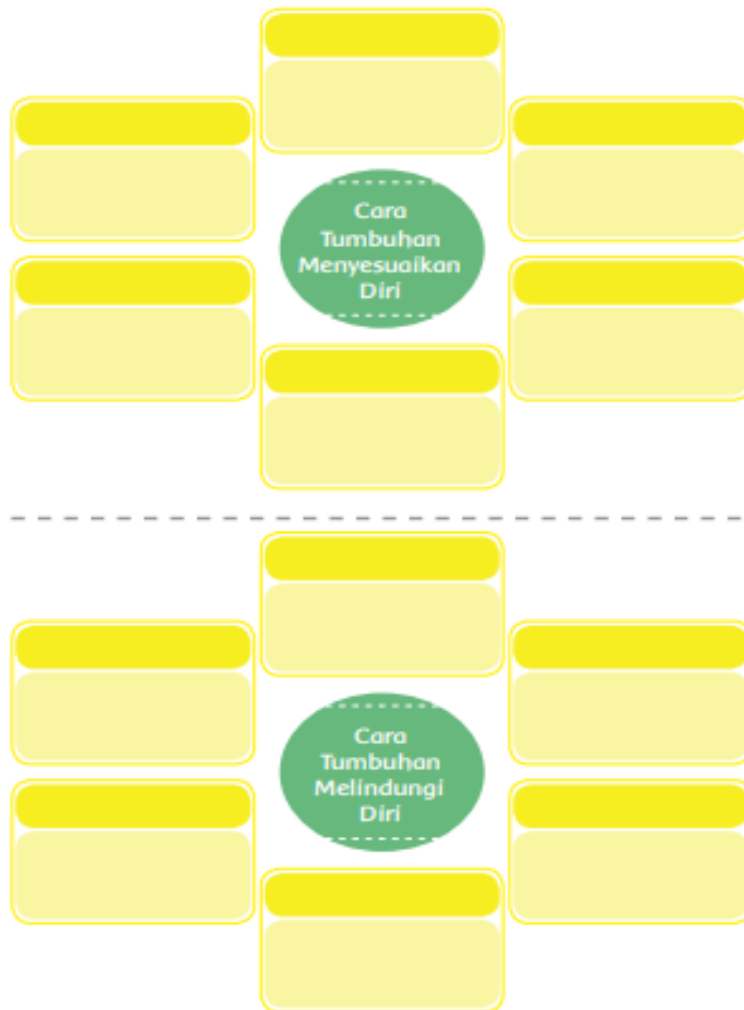 Cara
Tumbuhan
Menyesuaikan
Diri
Cara
Tumbuhan
Melindungi
Diri